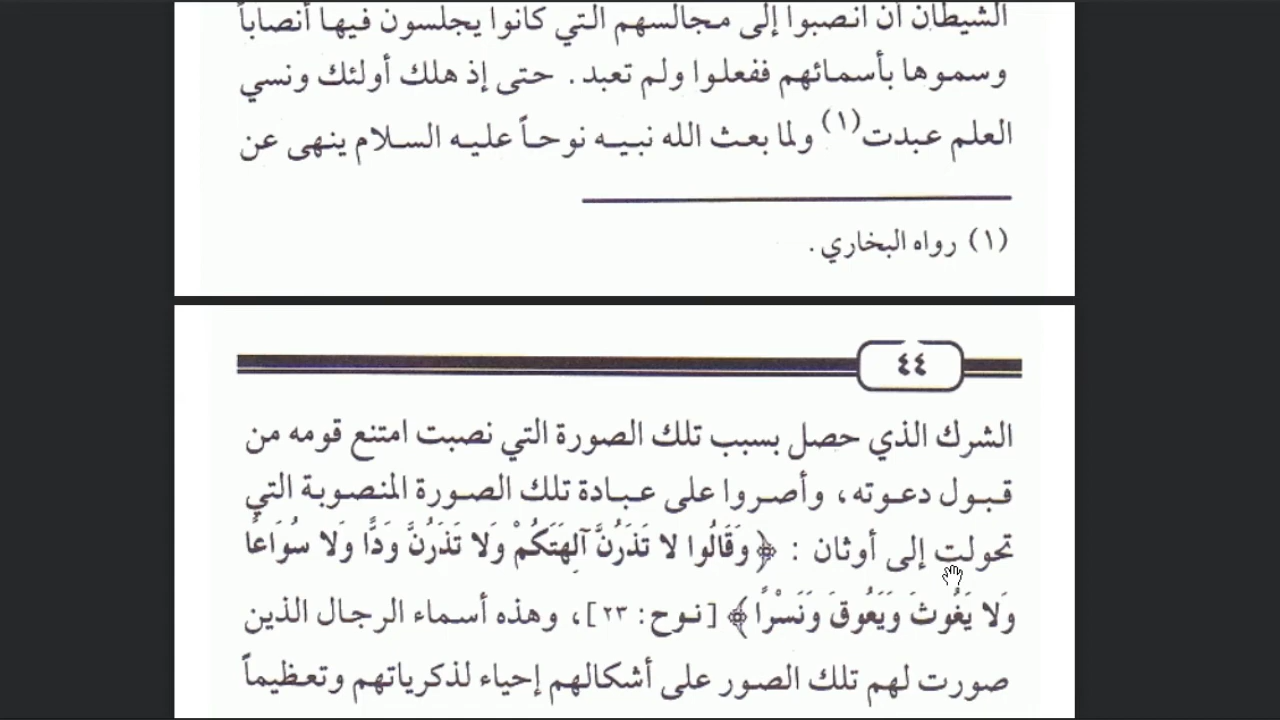 الشيطان أن انصبوا إلى مجالسهم التي كانوا يجلسون فيها أنصاباً
وسموها بأسمائهم ففعلوا ولم تعبد. حتى إذ هلك أولئك ونسي
العلم عبدت(١) ولما بعث الله نبيه نوحاً عليه السلام ينهى عن
(١) رواه البخاري.
٤٤
الشرك الذي حصل بسبب تلك الصورة التي نصبت امتنع قومه من
قبول دعوته، وأصروا على عبادة تلك الصورة المنصوبة التي
تحولت إلى أوثان : ﴿ وَقَالُوا لا تَذَرُنَّ آلِهَتَكُمْ وَلا تَذَرُنَّ وَدًّا وَلا سُوَاعًا
وَلا يَغُوثَ وَيَعُوقَ وَنَسْرًا ﴾ [نوح: ٢٣]، وهذه أسماء الرجال الذين
صورت لهم تلك الصور على أشكالهم إحياء لذكرياتهم وتعظيماً